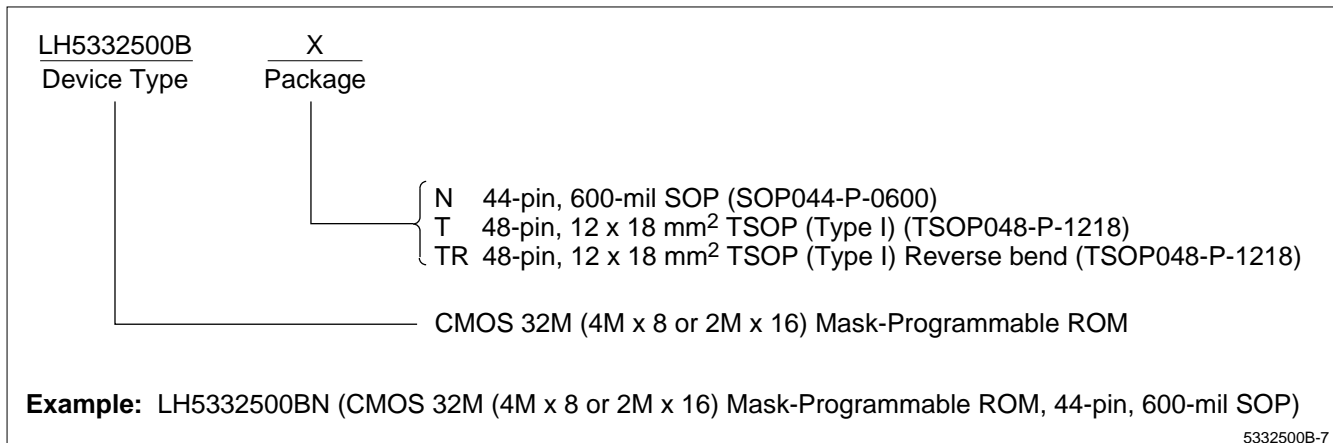 LH5332500B X
Device Type Package
N 44-pin, 600-mil SOP (SOP044-P-0600)
T 48-pin, 12 x 18 mm2 TSOP (Type I) (TSOP048-P-1218)
TR 48-pin, 12 x 18 mm2 TSOP (Type I) Reverse bend (TSOP048-P-1218)
CMOS 32M (4M x 8 or 2M x 16) Mask-Programmable ROM
Example: LH5332500BN (CMOS 32M (4M x 8 or 2M x 16) Mask-Programmable ROM, 44-pin, 600-mil SOP)
5332500B-7